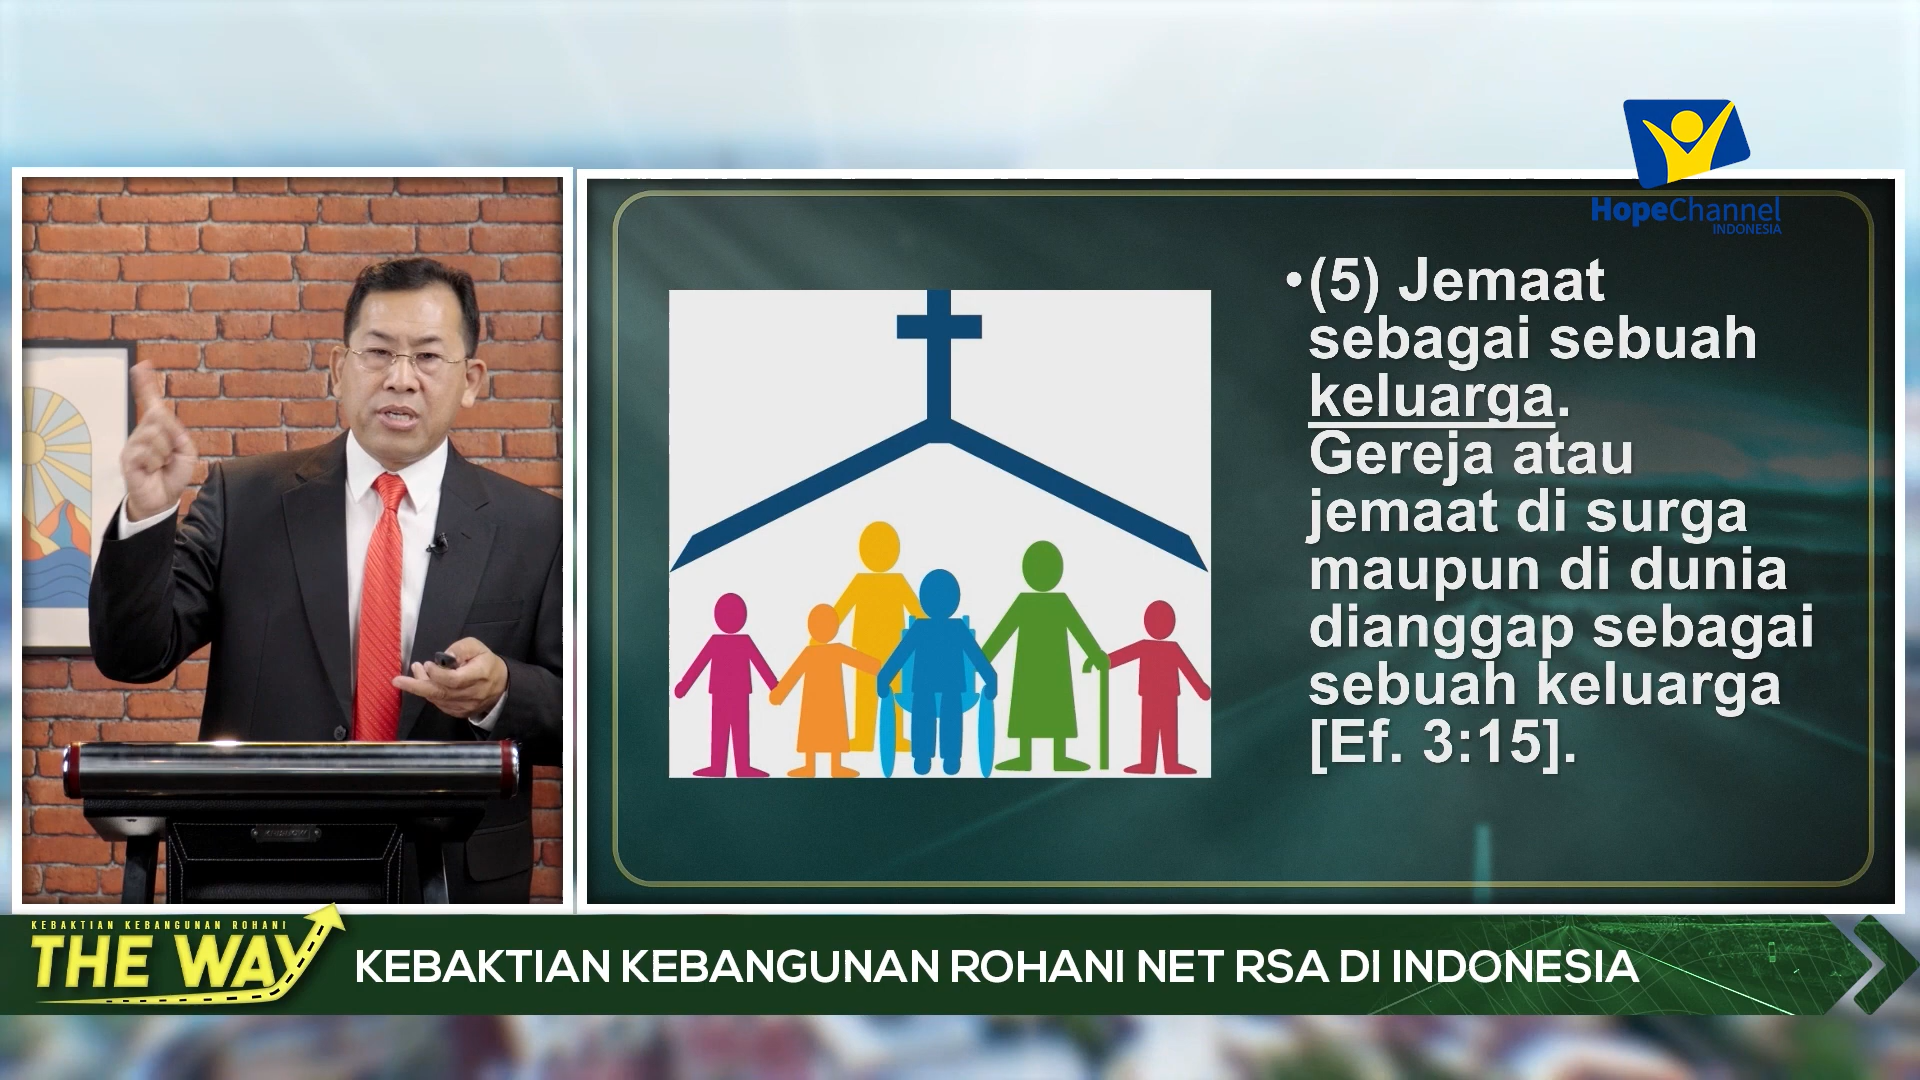 HopeChannel
INDONESIA
•(5) Jemaat
sebagai sebuah
keluarga.
Gereja atau
jemaat di surga
maupun di dunia
dianggap sebagai
sebuah keluarga
[Ef. 3:15].
KEBAKTIAN KEBANGUNAN ROHANI
THE WAY
KEBAKTIAN KEBANGUNAN ROHANI NET RSA DI INDONESIA